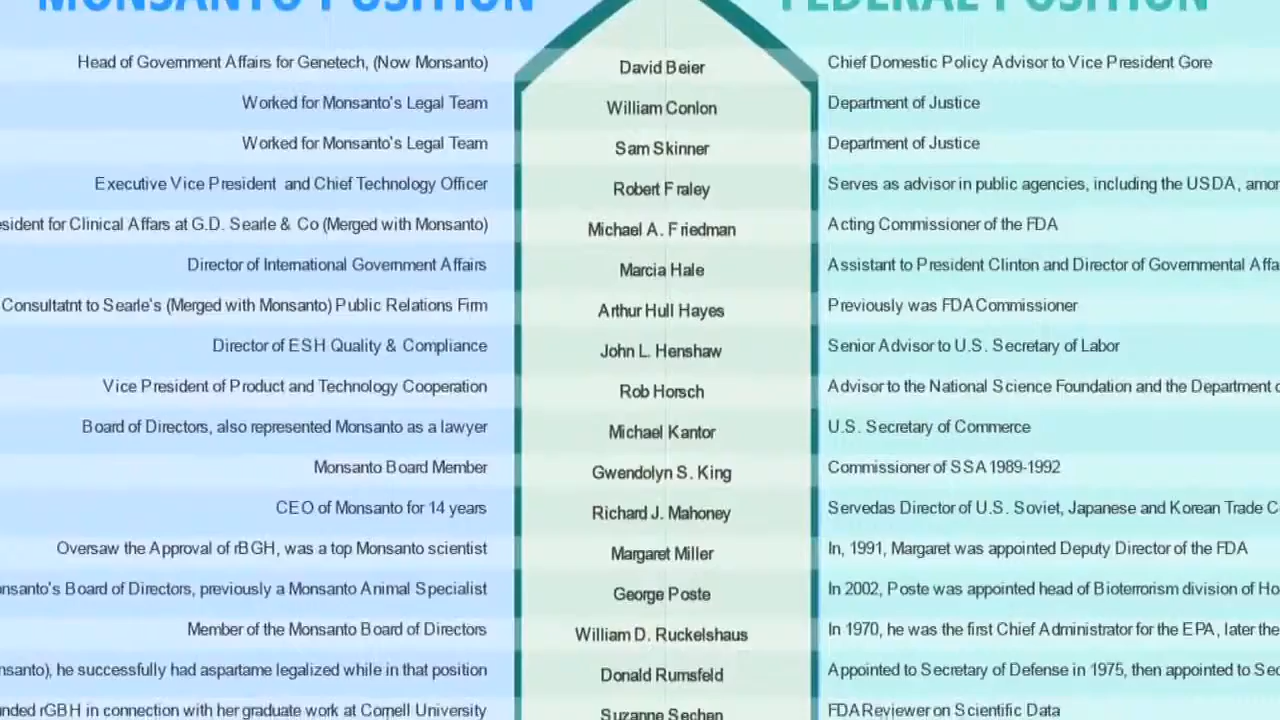 MONSANTO POSITION FEDERAL POSITION
Head of Government Affairs for Genetech, (Now Monsanto) David Beier Chief Domestic Policy Advisor to Vice President Gore
Worked for Monsanto's Legal Team William Conlon Department of Justice
Worked for Monsanto's Legal Team Sam Skinner Department of Justice
Executive Vice President and Chief Technology Officer Robert Fraley Serves as advisor in public agencies, including the USDA,
for Clinical Affars at G.D. Searle & Co (Merged with Monsanto) Michael A. Friedman Acting Commissioner of the FDA
Director of International Government Affairs Marcia Hale Assistant to President Clinton and Director of Governmental
Consultatnt to Searle's (Merged with Monsanto) Public Relations Firm Arthur Hull Hayes Previously was FDA Commissioner
Director of ESH Quality & Compliance John L. Henshaw Senior Advisor to U.S. Secretary of Labor
Vice President of Product and Technology Cooperation Rob Horsch Advisor to the National Science Foundation and the Department
Board of Directors, also represented Monsanto as a lawyer Michael Kantor U.S. Secretary of Commerce
Monsanto Board Member Gwendolyn S. King Commissioner of SSA 1989-1992
CEO of Monsanto for 14 years Richard J. Mahoney Servedas Director of U.S. Soviet, Japanese and Korean Trade
Oversaw the Approval of rBGH, was a top Monsanto scientist Margaret Miller In, 1991, Margaret was appointed Deputy Director of the FDA
Board of Directors, previously a Monsanto Animal Specialist George Poste In 2002, Poste was appointed head of Bioterrorism division of
Member of the Monsanto Board of Directors William D. Ruckelshaus In 1970, he was the first Chief Administrator for the EPA, later the
he successfully had aspartame legalized while in that position Donald Rumsfeld Appointed to Secretary of Defense in 1975, then appointed to
rGBH in connection with her graduate work at Cornell University Suzanne Sechen FDA Reviewer on Scientific Data